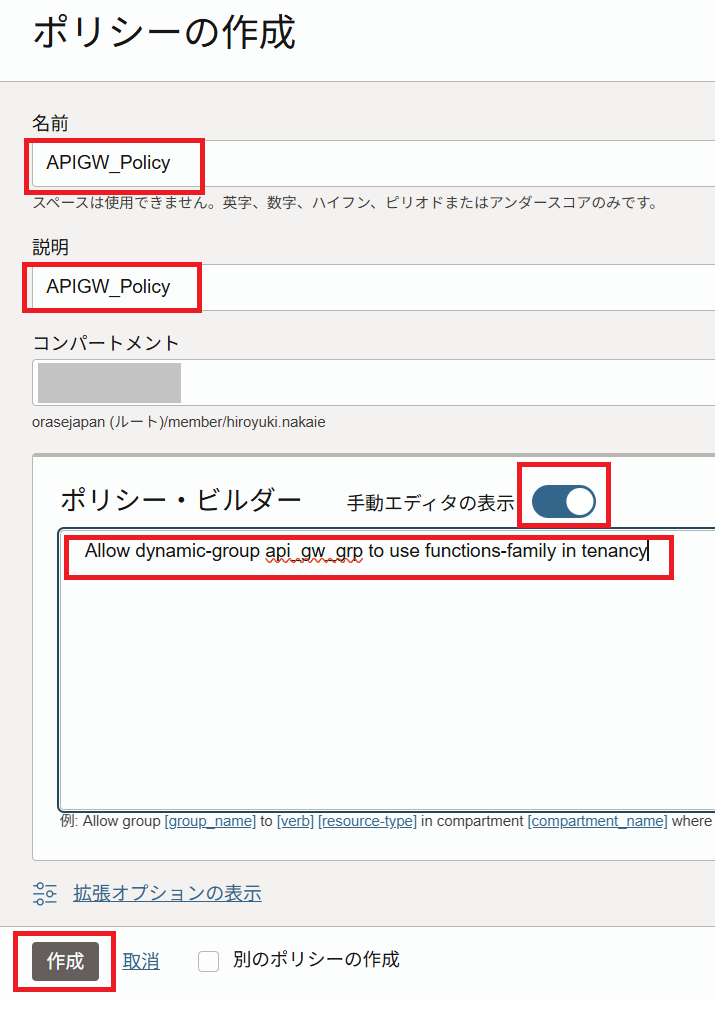 ポリシーの作成
名前
APIGW_Policy
スペースは使用できません。英字、数字、ハイフン、ピリオドまたはアンダースコアのみです。
説明
APIGW_Policy
コンパートメント
orasejapan (ルート)/member/hiroyuki.nakaie
ポリシー・ビルダー 手動エディタの表示
Allow dynamic-group api_gw_grp to use functions-family in tenancy
例: Allow group [group_name] to [verb] [resource-type] in compartment [compartment_name] where
拡張オプションの表示
作成 取消 別のポリシーの作成